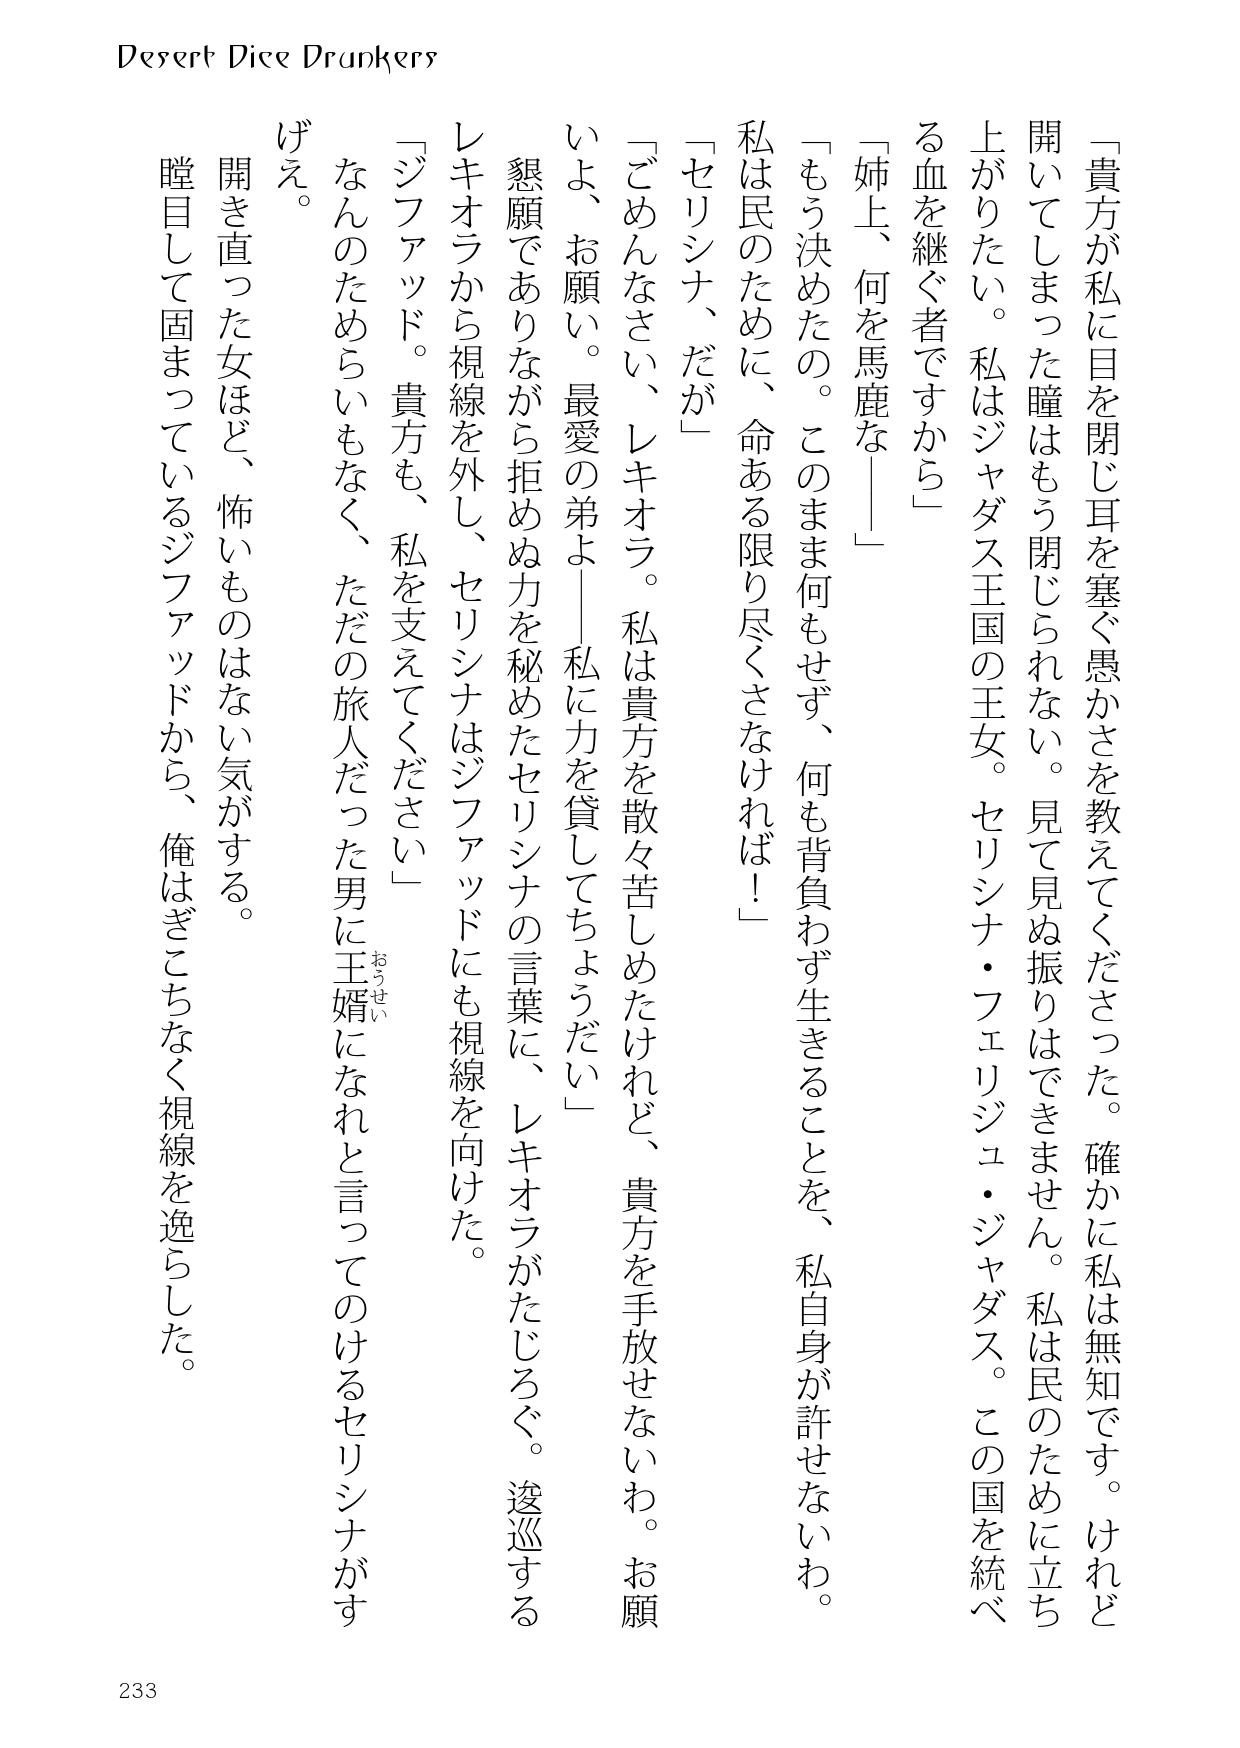 Desert Dice Drunkers
「貴方が私に目を閉じ耳を塞ぐ愚かさを教えてくださった。確かに私は無知です。けれど
開いてしまった瞳はもう閉じられない。見て見ぬ振りはできません。私は民のために立ち
上がりたい。私はジャダス王国の王女。セリシナ・フェリジュ・ジャダス。この国を統べ
る血を継ぐ者ですから」
「姉上、何を馬鹿な――」
「もう決めたの。このまま何もせず、何も背負わず生きることを、私自身が許せないわ。
私は民のために、命ある限り尽くさなければ！」
「セリシナ、だが」
「ごめんなさい、レキオラ。私は貴方を散々苦しめたけれど、貴方を手放せないわ。お願
いよ、お願い。最愛の弟よ――私に力を貸してちょうだい」
懇願でありながら拒めぬ力を秘めたセリシナの言葉に、レキオラがたじろぐ。逡巡する
レキオラから視線を外し、セリシナはジファッドにも視線を向けた。
「ジファッド。貴方も、私を支えてください」
なんのためらいもなく、ただの旅人だった男に王婿おうせいになれと言ってのけるセリシナがす
げえ。
開き直った女ほど、怖いものはない気がする。
瞠目して固まっているジファッドから、俺はぎこちなく視線を逸らした。
233